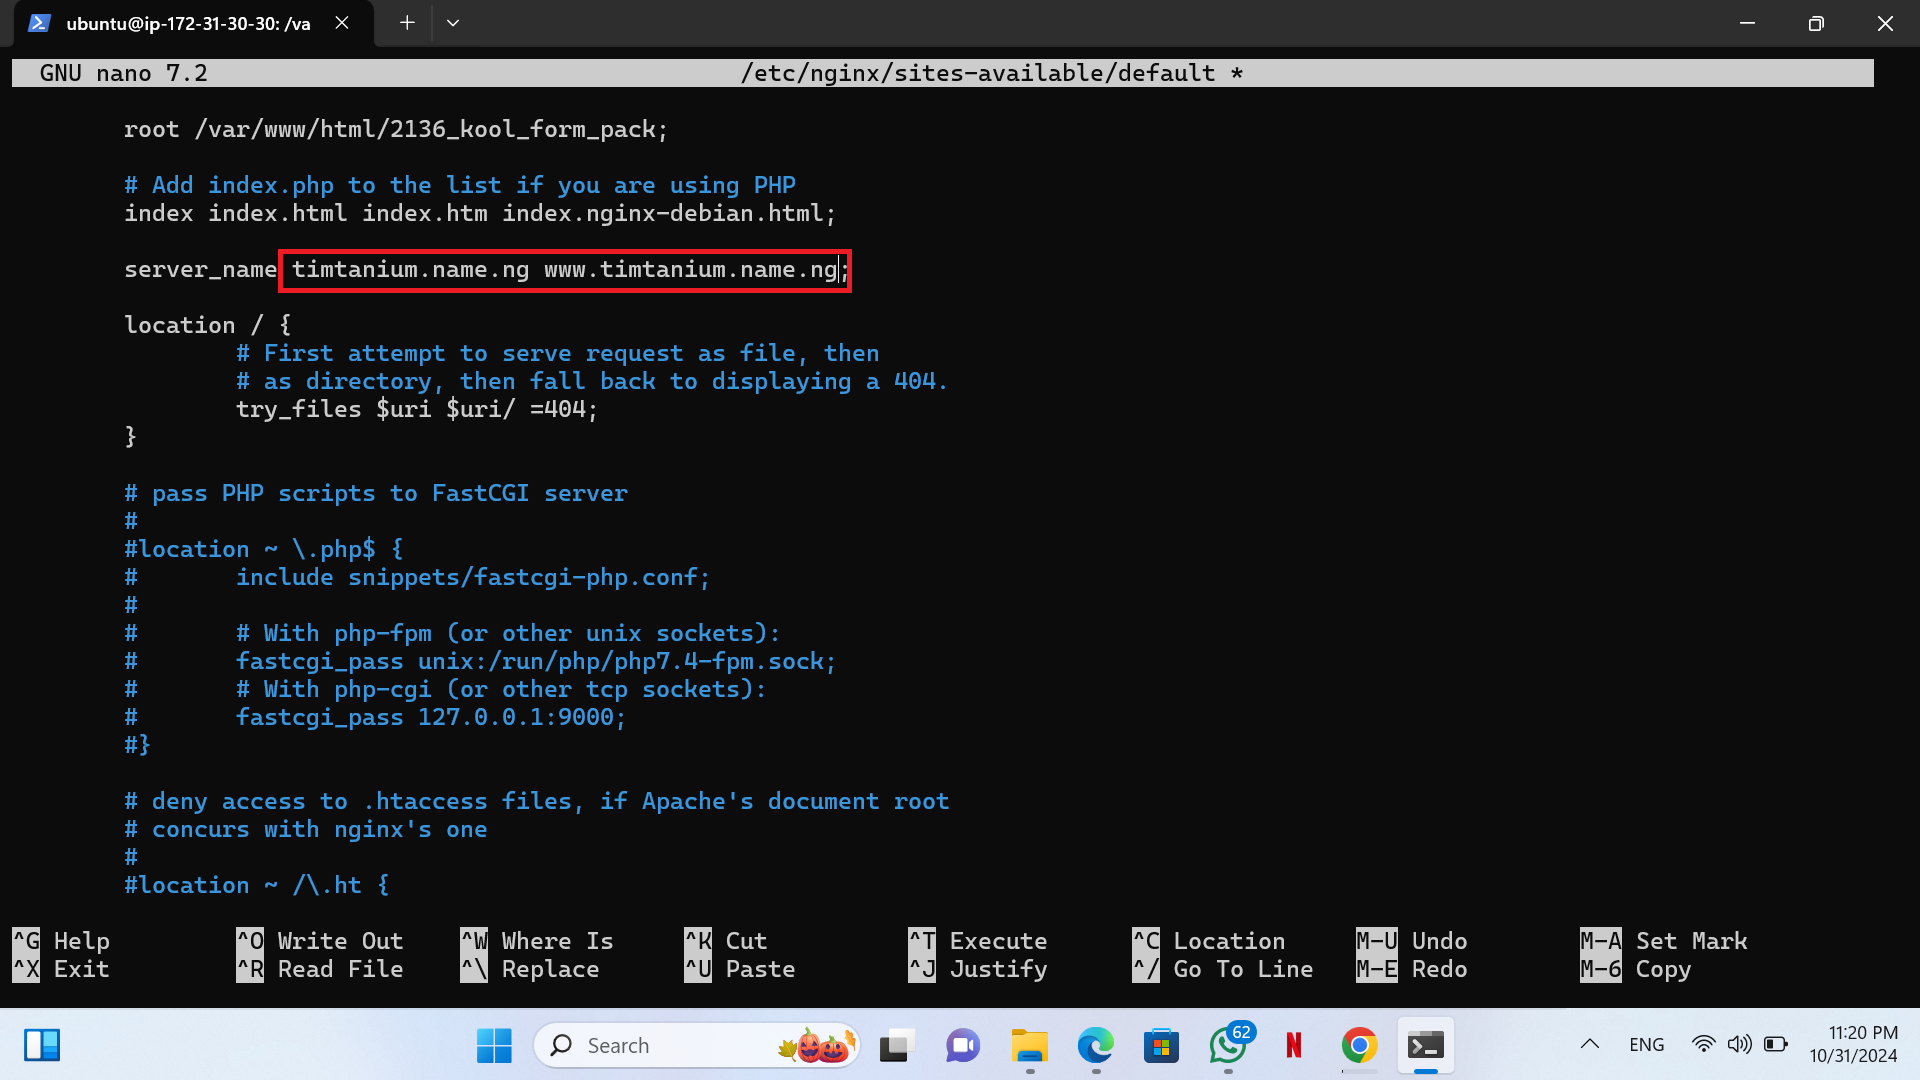 ubuntu@ip-172-31-30-30: /va
GNU nano 7.2 /etc/nginx/sites-available/default *
root /var/www/html/2136_kool_form_pack;
# Add index.php to the list if you are using PHP
index index.html index.htm index.nginx-debian.html;
server_name timtanium.name.ng www.timtanium.name.ng;
location / {
# First attempt to serve request as file, then
# as directory, then fall back to displaying a 404.
try_files $uri $uri/ =404;
}
# pass PHP scripts to FastCGI server
#
#location ~ \.php$ {
# include snippets/fastcgi-php.conf;
#
# # With php-fpm (or other unix sockets):
# fastcgi_pass unix:/run/php/php7.4-fpm.sock;
# # With php-cgi (or other tcp sockets):
# fastcgi_pass 127.0.0.1:9000;
#}
# deny access to .htaccess files, if Apache's document root
# concurs with nginx's one
#
#location ~ /\.ht {
^G Help ^O Write Out ^W Where Is ^K Cut ^T Execute ^C Location M-U Undo M-A Set Mark
^X Exit ^R Read File ^\ Replace ^U Paste ^J Justify ^/ Go To Line M-E Redo M-6 Copy
Search 62 N ENG 11:20 PM
10/31/2024